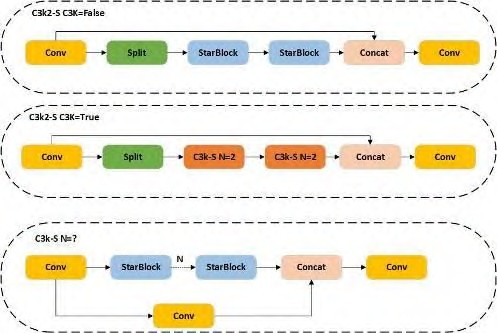 C3k2-S C3K=False
Conv Split StarBlock StarBlock Concat Conv
C3k2-S C3K=True
Conv Split C3k-S N=2 C3k-S N=2 Concat Conv
C3k-S N=?
Conv StarBlock N StarBlock Concat Conv
Conv